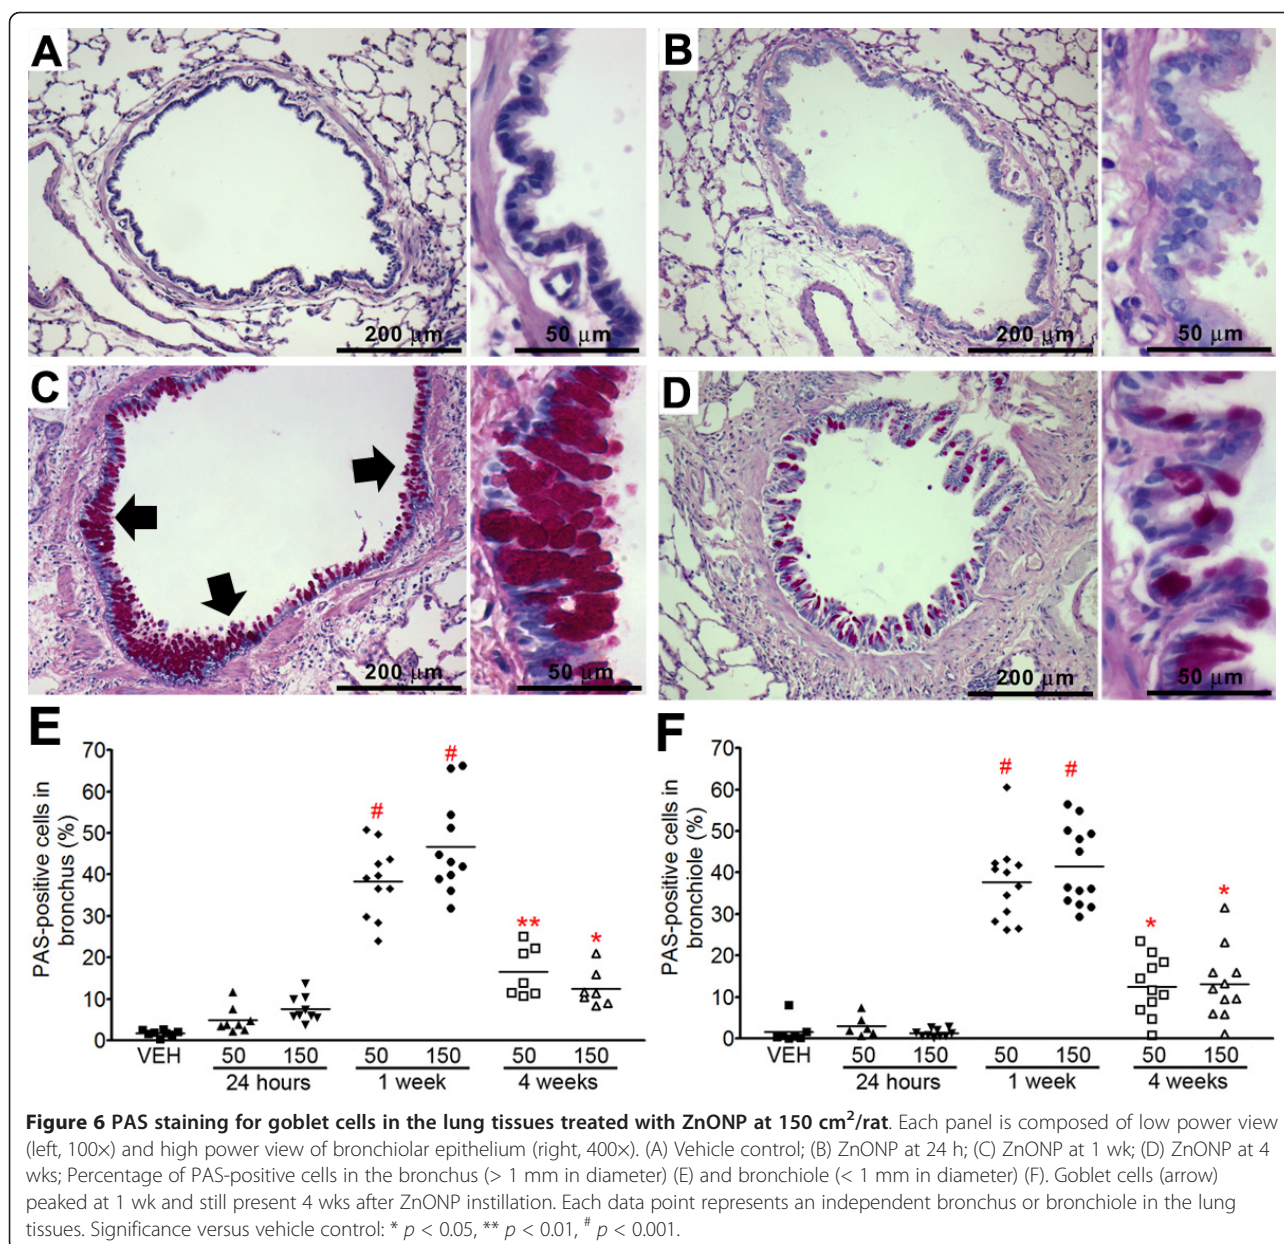 A
B
200 μm
50 μm
200 μm
50 μm
C
D
200 μm
50 μm
200 μm
50 μm
E
PAS-positive cells in
bronchus (%)
70
60
50
40
30
20
10
0
#
#
**
*
VEH
50
150
50
150
50
150
24 hours
1 week
4 weeks
F
PAS-positive cells in
bronchiole (%)
70
60
50
40
30
20
10
0
#
#
*
*
VEH
50
150
50
150
50
150
24 hours
1 week
4 weeks
Figure 6 PAS staining for goblet cells in the lung tissues treated with ZnONP at 150 cm²/rat. Each panel is composed of low power view
(left, 100×) and high power view of bronchiolar epithelium (right, 400×). (A) Vehicle control; (B) ZnONP at 24 h; (C) ZnONP at 1 wk; (D) ZnONP at 4
wks; Percentage of PAS-positive cells in the bronchus (> 1 mm in diameter) (E) and bronchiole (< 1 mm in diameter) (F). Goblet cells (arrow)
peaked at 1 wk and still present 4 wks after ZnONP instillation. Each data point represents an independent bronchus or bronchiole in the lung
tissues. Significance versus vehicle control: * p < 0.05, ** p < 0.01, # p < 0.001.